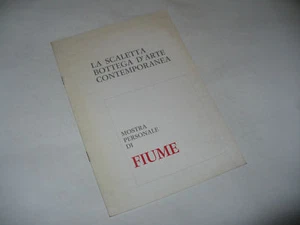 LA SCALETTA
BOTTEGA D'ARTE
CONTEMPORANEA
MOSTRA
PERSONALE
DI
FIUME